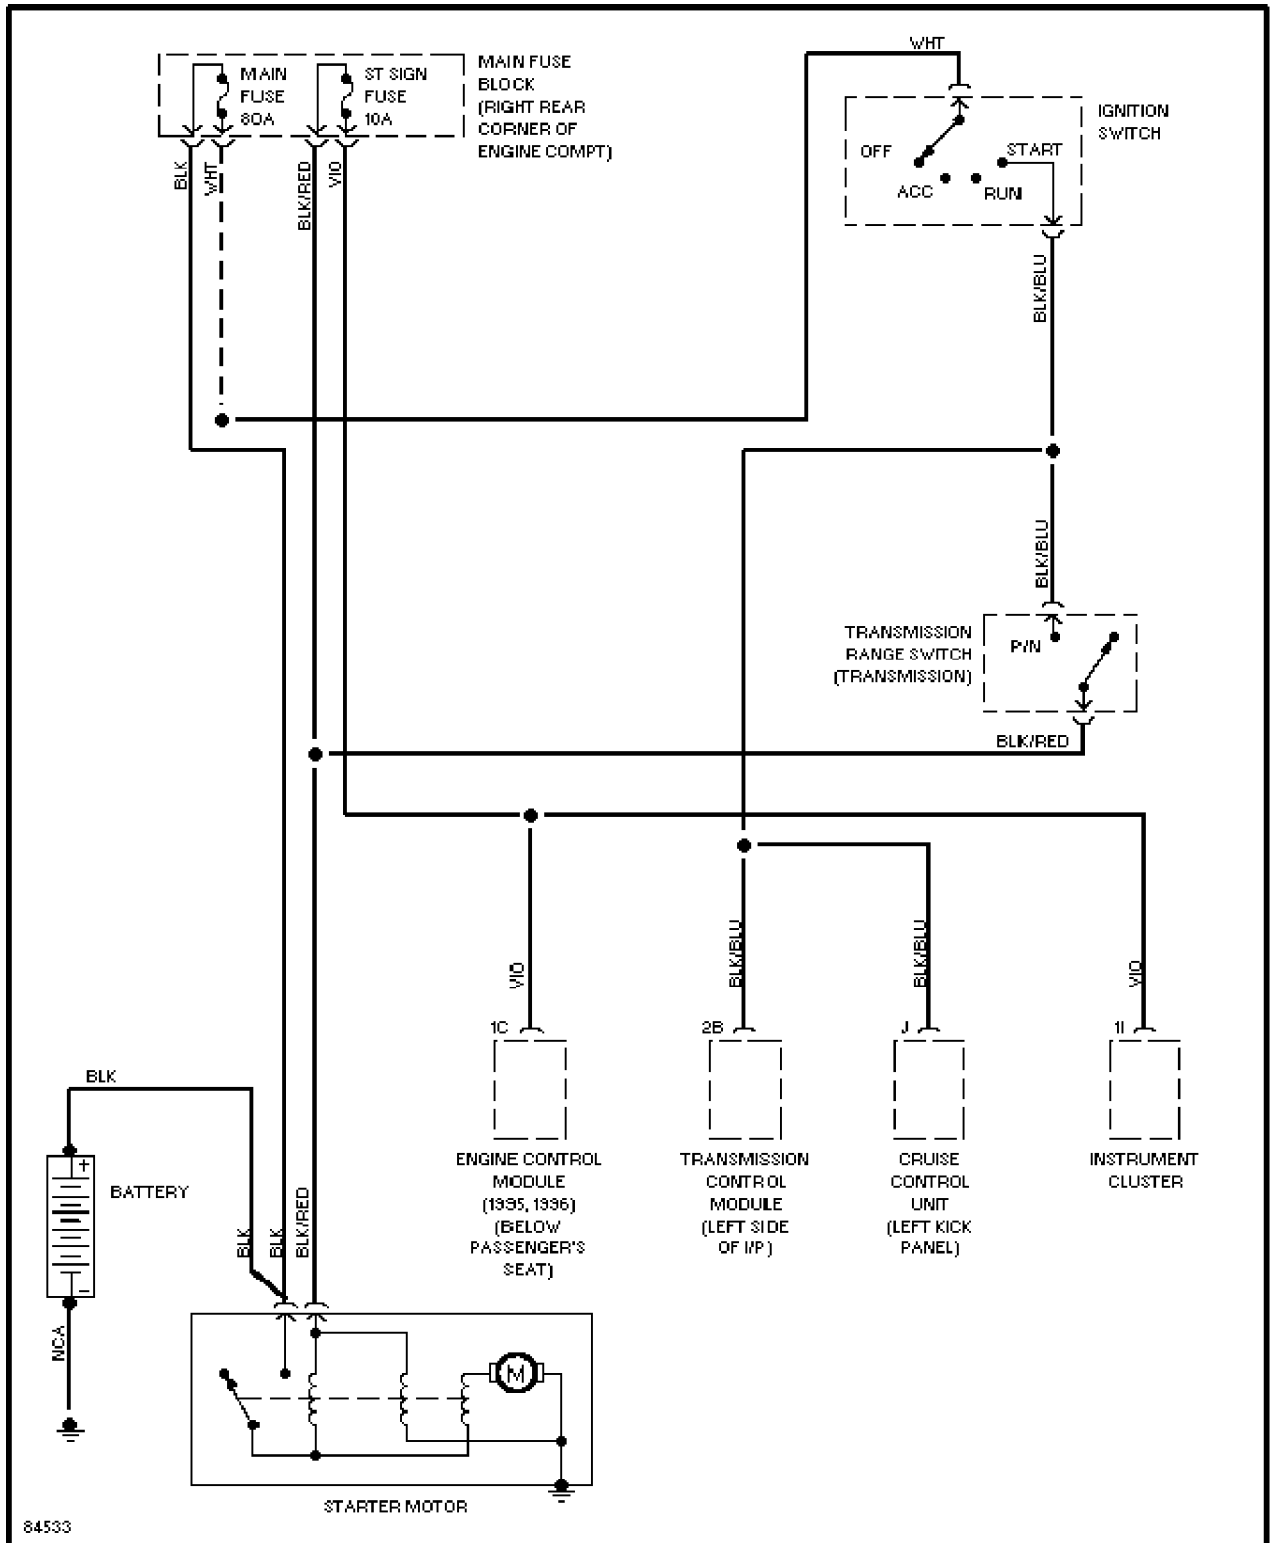 WHT
MAIN
FUSE
80A
ST SIGN
FUSE
10A
MAIN FUSE
BLOCK
(RIGHT REAR
CORNER OF
ENGINE COMPT)
IGNITION
SWITCH
OFF
START
ACC
RUN
BLK
WHT
BLK/RED
VIO
BLK/BLU
BLK/BLU
TRANSMISSION
RANGE SWITCH
(TRANSMISSION)
P/N
BLK/RED
VIO
BLK/BLU
BLK/BLU
VIO
1C
2B
J
1I
BLK
BATTERY
+
-
NCA
BLK
BLK
BLK/RED
ENGINE CONTROL
MODULE
(1995, 1996)
(BELOW
PASSENGER'S
SEAT)
TRANSMISSION
CONTROL
MODULE
(LEFT SIDE
OF I/P)
CRUISE
CONTROL
UNIT
(LEFT KICK
PANEL)
INSTRUMENT
CLUSTER
M
STARTER MOTOR
84533